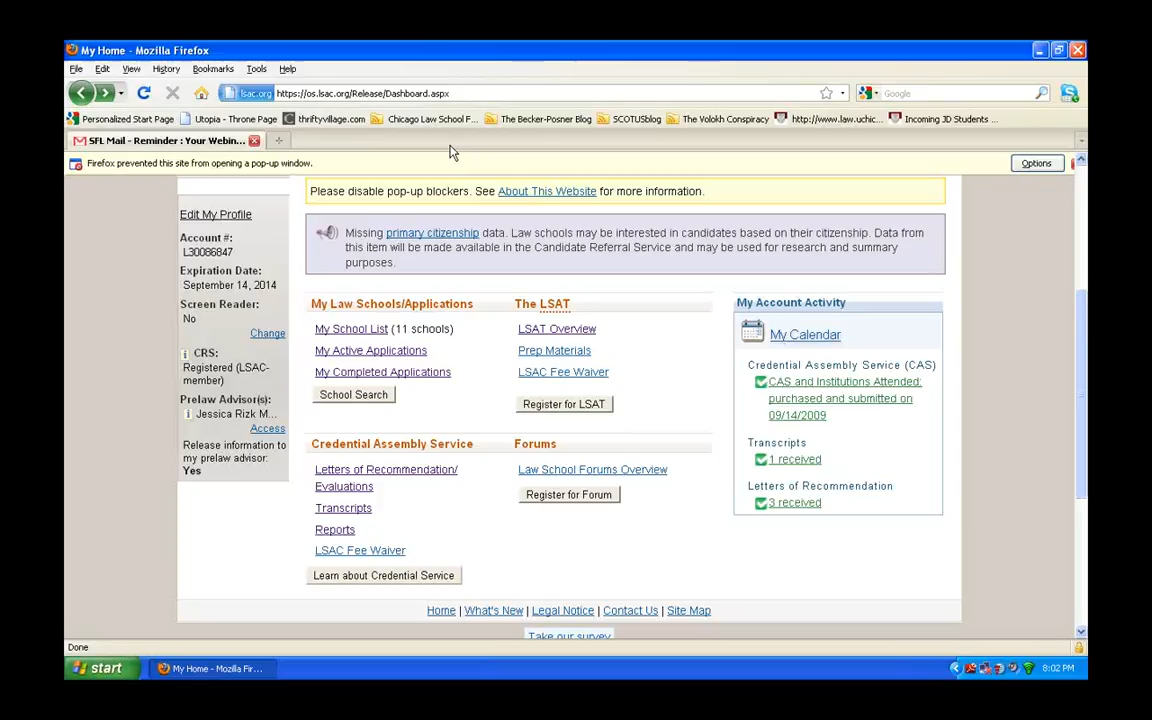 My Home - Mozilla Firefox
File Edit View History Bookmarks Tools Help
lsac.org https://os.lsac.org/Release/Dashboard.aspx Google
Personalized Start Page Utopia - Throne Page thriftyvillage.com Chicago Law School F... The Becker-Posner Blog SCOTUSblog The Volokh Conspiracy http://www.law.uchic... Incoming JD Students ...
SFL Mail - Reminder : Your Webin...
Firefox prevented this site from opening a pop-up window. Options
Please disable pop-up blockers. See About This Website for more information.
Edit My Profile
Account #:
L30086847
Expiration Date:
September 14, 2014
Screen Reader:
No
Change
CRS:
Registered (LSAC-
member)
Prelaw Advisor(s):
Jessica Rizk M...
Access
Release information to
my prelaw advisor:
Yes
Missing primary citizenship data. Law schools may be interested in candidates based on their citizenship. Data from
this item will be made available in the Candidate Referral Service and may be used for research and summary
purposes.
My Law Schools/Applications
My School List (11 schools)
My Active Applications
My Completed Applications
School Search
The LSAT
LSAT Overview
Prep Materials
LSAC Fee Waiver
Register for LSAT
Credential Assembly Service
Letters of Recommendation/
Evaluations
Transcripts
Reports
LSAC Fee Waiver
Learn about Credential Service
Forums
Law School Forums Overview
Register for Forum
My Account Activity
My Calendar
Credential Assembly Service (CAS)
CAS and Institutions Attended:
purchased and submitted on
09/14/2009
Transcripts
1 received
Letters of Recommendation
3 received
Home | What's New | Legal Notice | Contact Us | Site Map
Take our survey
Done
start My Home - Mozilla Fir... 8:02 PM